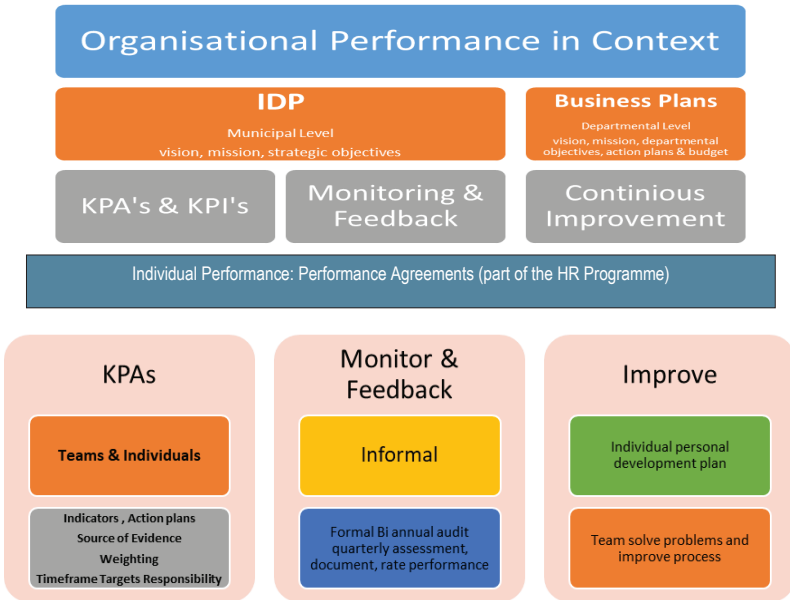 Organisational Performance in Context
IDP
Municipal Level
vision, mission, strategic objectives
Business Plans
Departmental Level
vision, mission, departmental
objectives, action plans & budget
KPA's & KPI's
Monitoring &
Feedback
Continious
Improvement
Individual Performance: Performance Agreements (part of the HR Programme)
KPAs
Teams & Individuals
Indicators , Action plans
Source of Evidence
Weighting
Timeframe Targets Responsibility
Monitor &
Feedback
Informal
Formal Bi annual audit
quarterly assessment,
document, rate performance
Improve
Individual personal
development plan
Team solve problems and
improve process